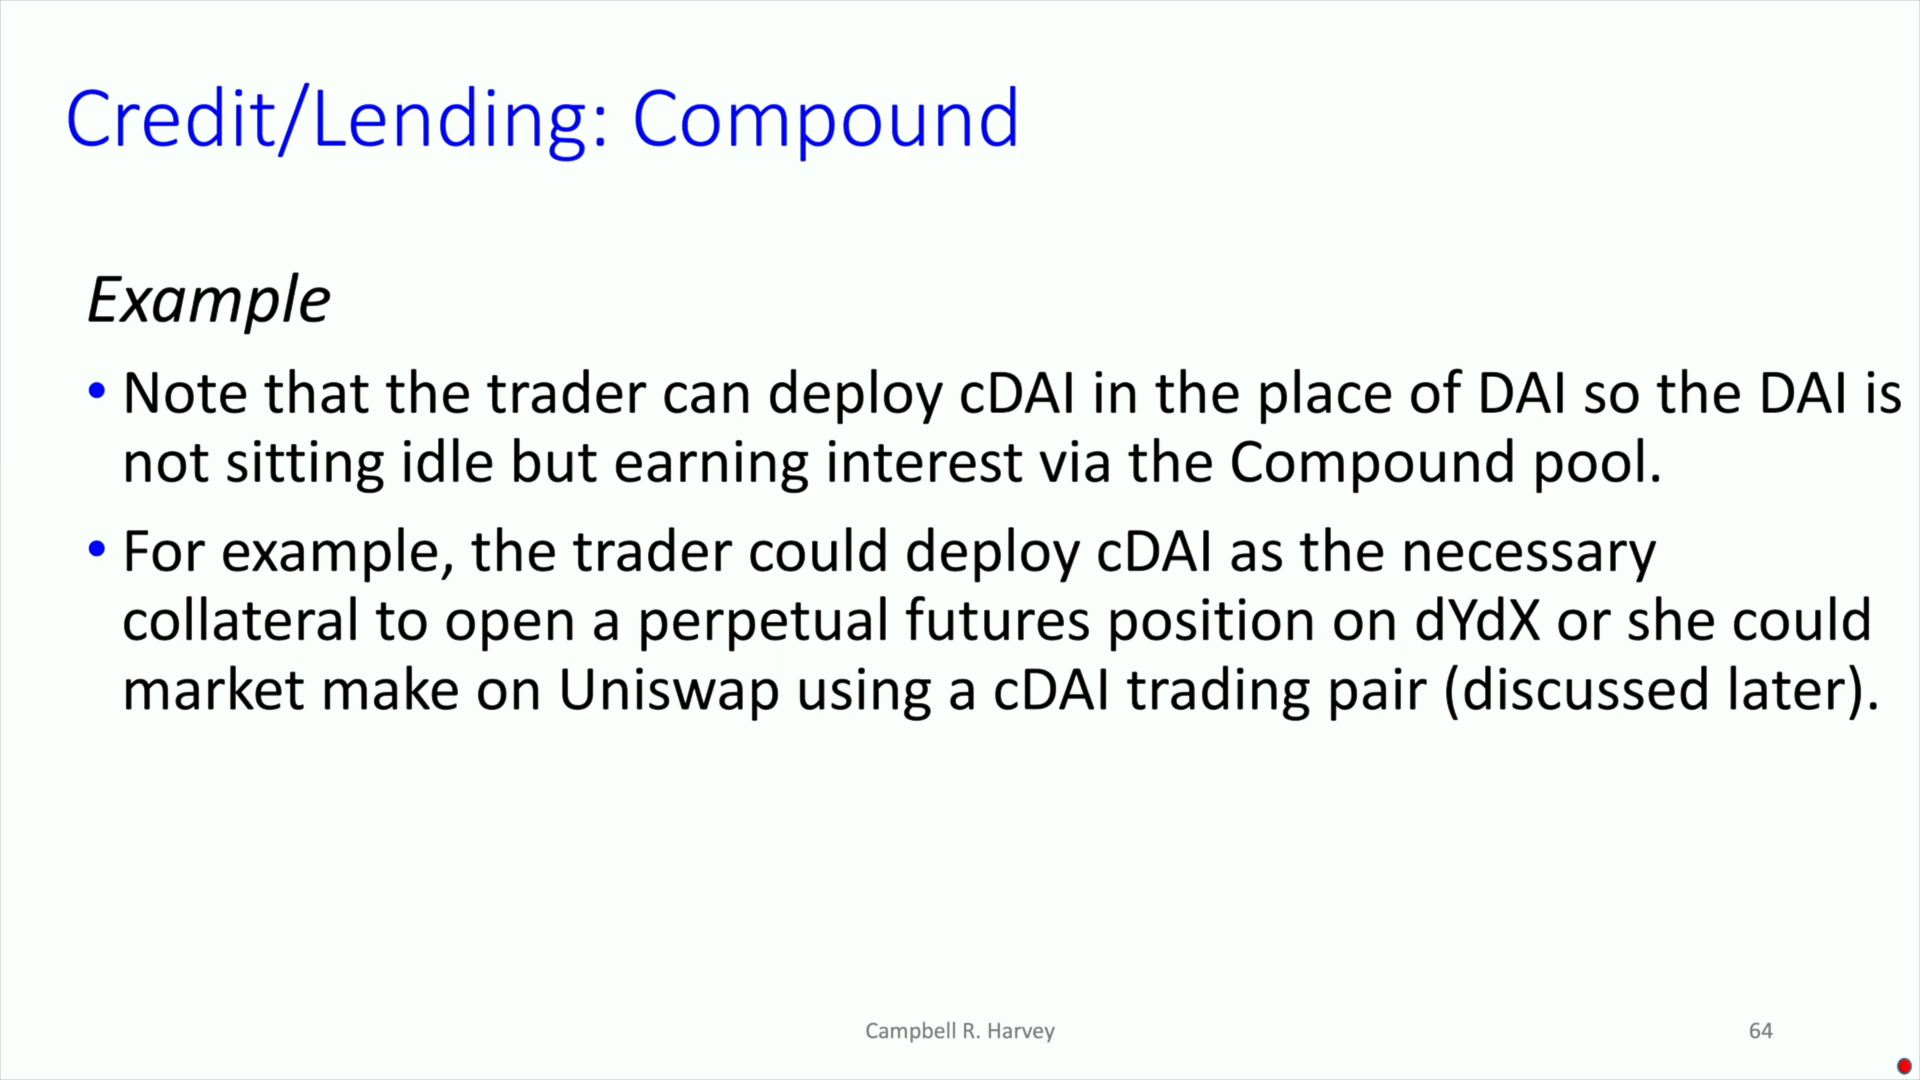 Credit/Lending: Compound
Example
• Note that the trader can deploy cDAI in the place of DAI so the DAI is
not sitting idle but earning interest via the Compound pool.
• For example, the trader could deploy cDAI as the necessary
collateral to open a perpetual futures position on dYdX or she could
market make on Uniswap using a cDAI trading pair (discussed later).
Campbell R. Harvey
64